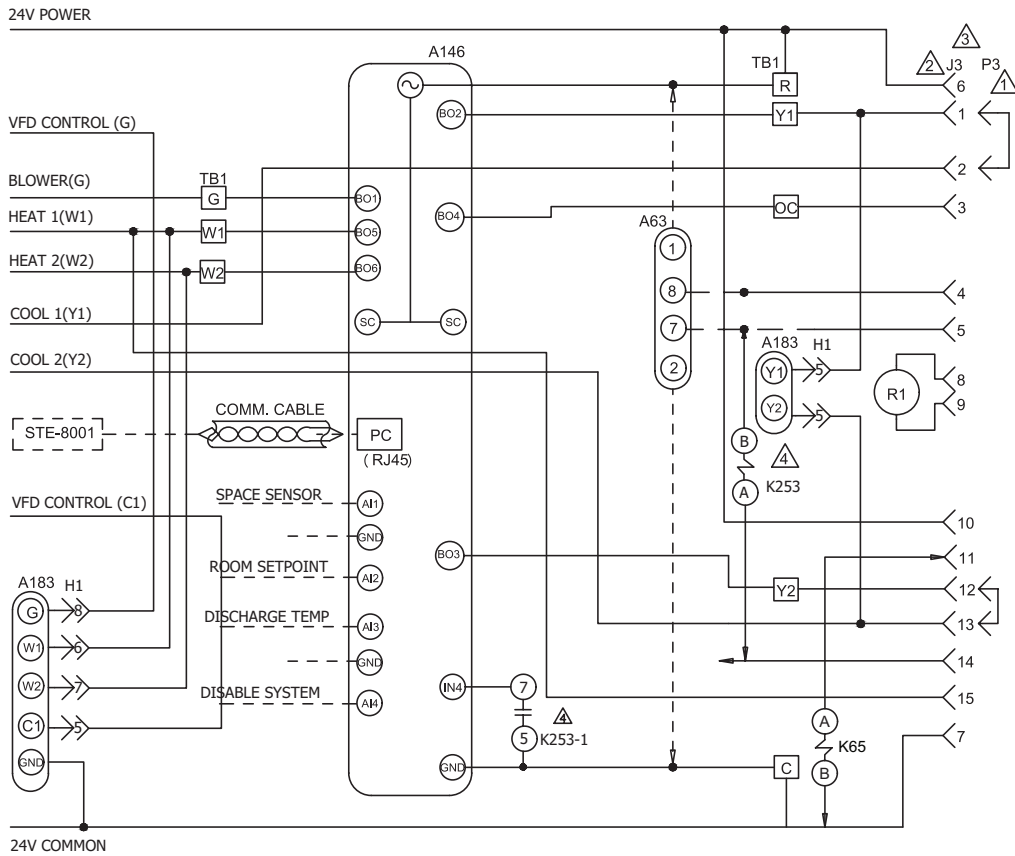 24V POWER
3
A146
TB1
2
J3
P3
1
R
6
BO2
Y1
1
VFD CONTROL (G)
2
BLOWER(G)
TB1
G
BO1
BO4
OC
3
HEAT 1(W1)
W1
BO5
A63
1
HEAT 2(W2)
W2
BO6
8
4
COOL 1(Y1)
SC
SC
7
5
COOL 2(Y2)
A183
H1
2
Y1
5
R1
8
9
Y2
5
STE-8001
COMM. CABLE
PC
(RJ45)
B
4
K253
A
SPACE SENSOR
AI1
VFD CONTROL (C1)
10
GND
BO3
11
ROOM SETPOINT
AI2
Y2
12
A183
H1
G
8
DISCHARGE TEMP
AI3
13
W1
6
GND
14
W2
7
DISABLE SYSTEM
AI4
IN4
7
15
C1
5
4
5
K253-1
A
K65
B
7
GND
GND
C
24V COMMON